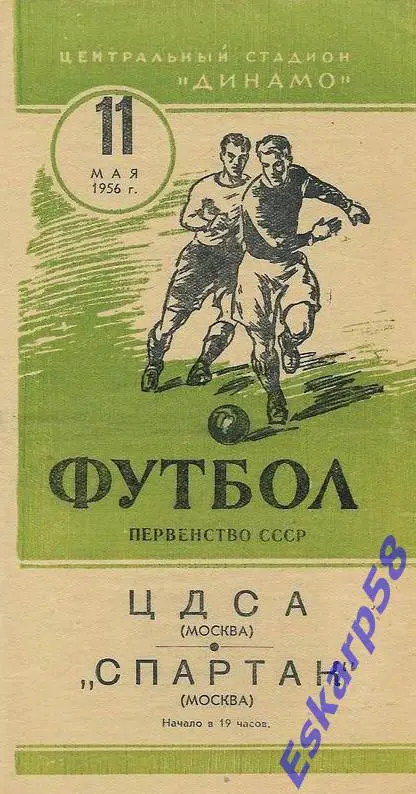 ЦЕНТРАЛЬНЫЙ СТАДИОН
"ДИНАМО"
11
МАЯ
1956 г.
ФУТБОЛ
ПЕРВЕНСТВО СССР
ЦДСА
(МОСКВА)
„СПАРТАК"
(МОСКВА)
Начало в 19 часов.
Eskarp58